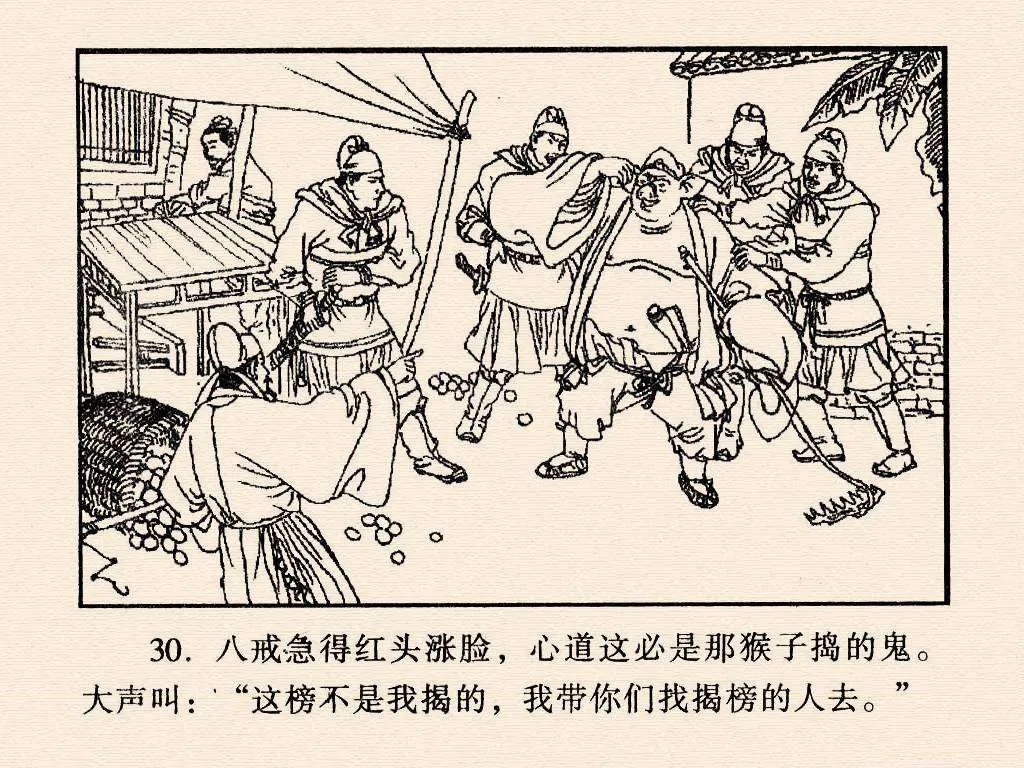 30. 八戒急得红头涨脸，心道这必是那猴子捣的鬼。
大声叫：“这榜不是我揭的，我带你们找揭榜的人去。”